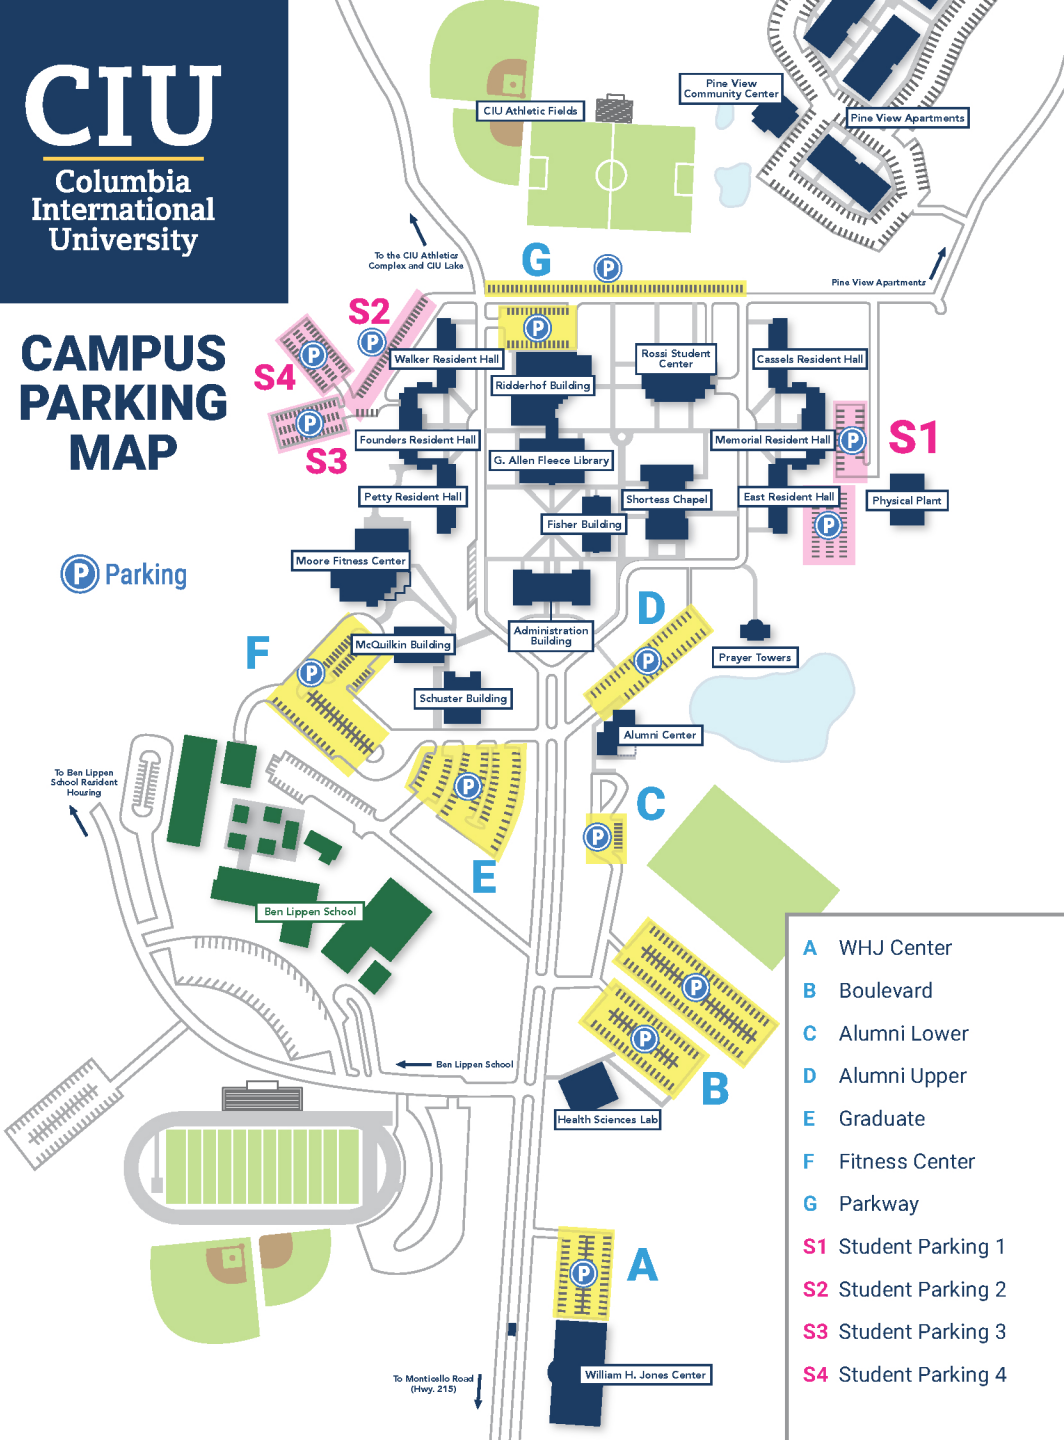 CIU
Columbia
International
University
CAMPUS
PARKING
MAP
P Parking
CIU Athletic Fields
Pine View
Community Center
Pine View Apartments
To the CIU Athletics
Complex and CIU Lake
G
P
Pine View Apartments
S2
P
S4
P
P
S3
P
Walker Resident Hall
Ridderhof Building
Rossi Student
Center
Cassels Resident Hall
Founders Resident Hall
G. Allen Fleece Library
Memorial Resident Hall
P
S1
Petty Resident Hall
Fisher Building
Shortess Chapel
East Resident Hall
P
Physical Plant
Moore Fitness Center
Administration
Building
D
P
Prayer Towers
F
P
McQuilkin Building
Schuster Building
Alumni Center
To Ben Lippen
School Resident
Housing
P
E
C
P
Ben Lippen School
P
P
B
Ben Lippen School
Health Sciences Lab
A
P
William H. Jones Center
To Monticello Road
(Hwy. 215)
A WHJ Center
B Boulevard
C Alumni Lower
D Alumni Upper
E Graduate
F Fitness Center
G Parkway
S1 Student Parking 1
S2 Student Parking 2
S3 Student Parking 3
S4 Student Parking 4